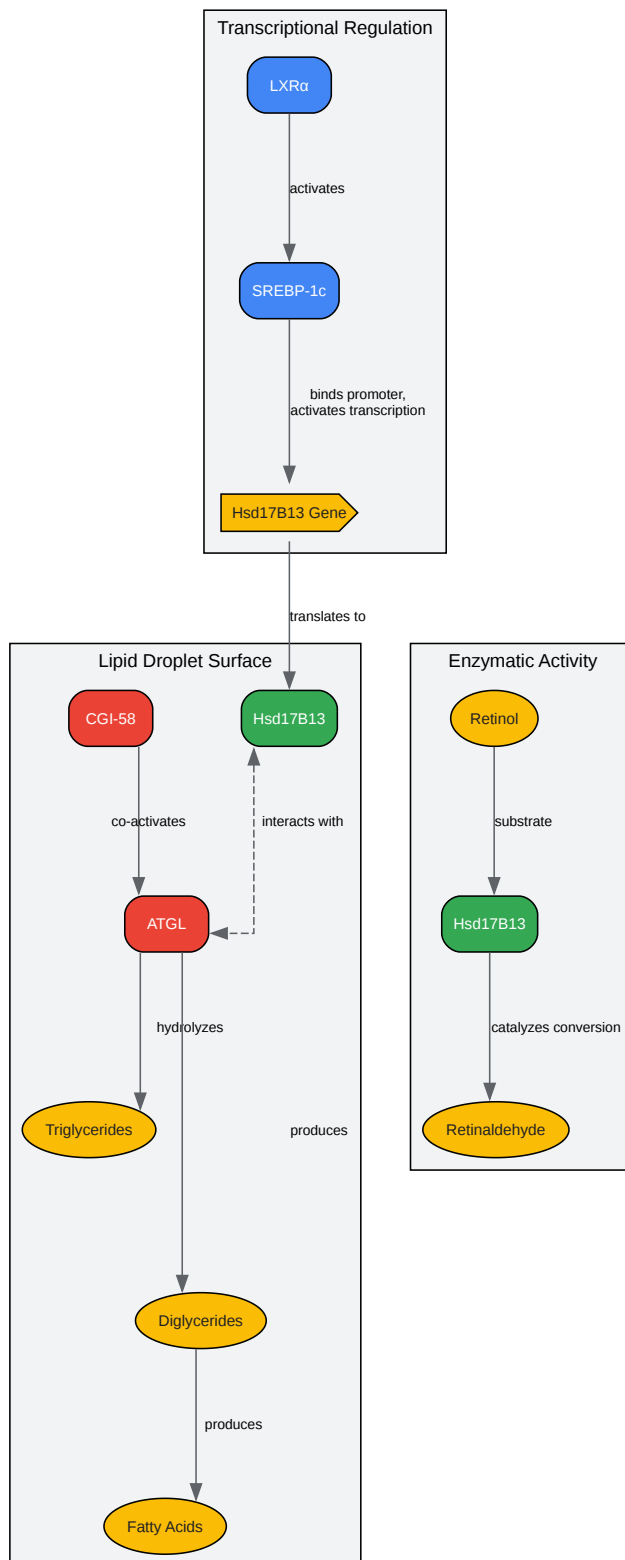 Transcriptional Regulation
LXRα
activates
SREBP-1c
binds promoter,
activates transcription
Hsd17B13 Gene
translates to
Lipid Droplet Surface
CGI-58
Hsd17B13
co-activates
interacts with
ATGL
hydrolyzes
Triglycerides
produces
Diglycerides
produces
Fatty Acids
Enzymatic Activity
Retinol
substrate
Hsd17B13
catalyzes conversion
Retinaldehyde